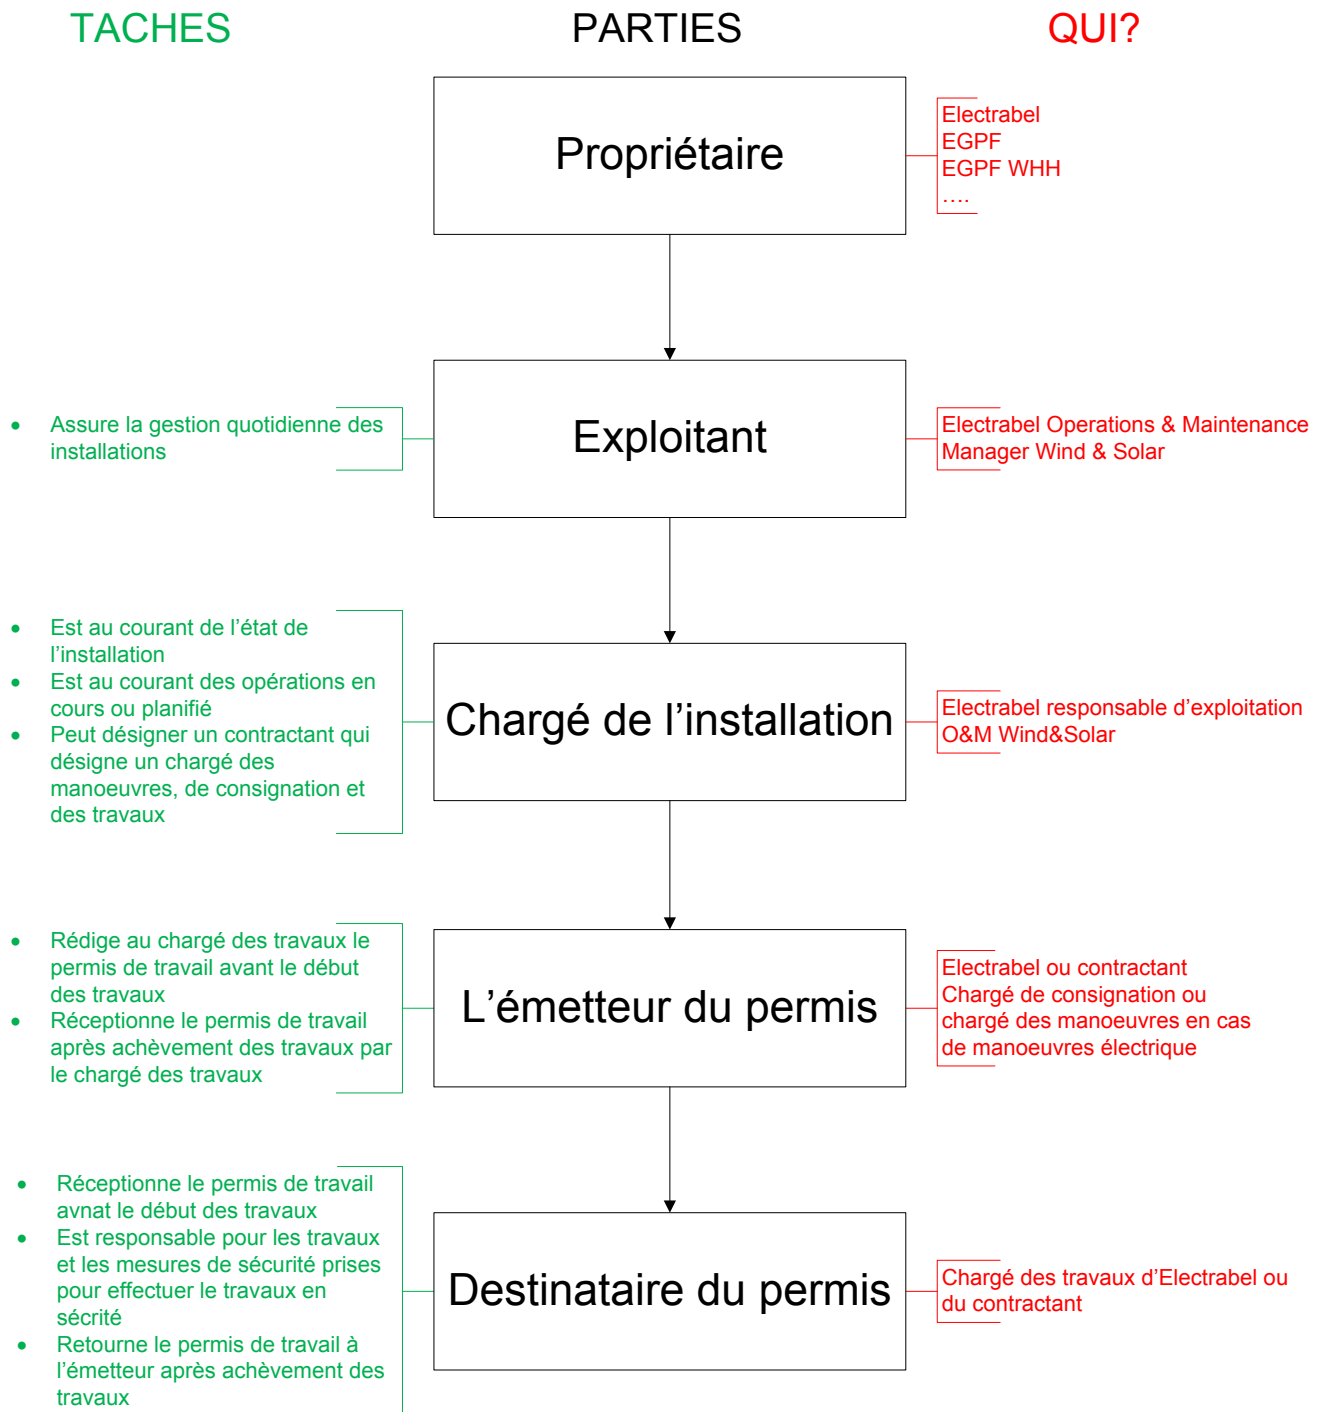 TACHES
PARTIES
QUI?
Propriétaire
Electrabel
EGPF
EGPF WHH
….
• Assure la gestion quotidienne des
installations
Exploitant
Electrabel Operations & Maintenance
Manager Wind & Solar
• Est au courant de l’état de
l’installation
• Est au courant des opérations en
cours ou planifié
• Peut désigner un contractant qui
désigne un chargé des
manoeuvres, de consignation et
des travaux
Chargé de l’installation
Electrabel responsable d’exploitation
O&M Wind&Solar
• Rédige au chargé des travaux le
permis de travail avant le début
des travaux
• Réceptionne le permis de travail
après achèvement des travaux par
le chargé des travaux
L’émetteur du permis
Electrabel ou contractant
Chargé de consignation ou
chargé des manoeuvres en cas
de manoeuvres électrique
• Réceptionne le permis de travail
avnat le début des travaux
• Est responsable pour les travaux
et les mesures de sécurité prises
pour effectuer le travaux en
sécrité
• Retourne le permis de travail à
l’émetteur après achèvement des
travaux
Destinataire du permis
Chargé des travaux d’Electrabel ou
du contractant